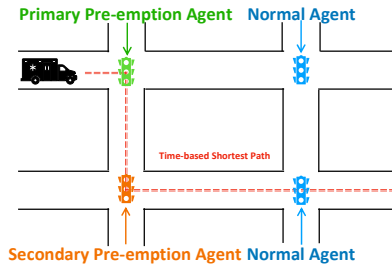 Primary Pre-emption Agent
Normal Agent
Time-based Shortest Path
Secondary Pre-emption Agent
Normal Agent